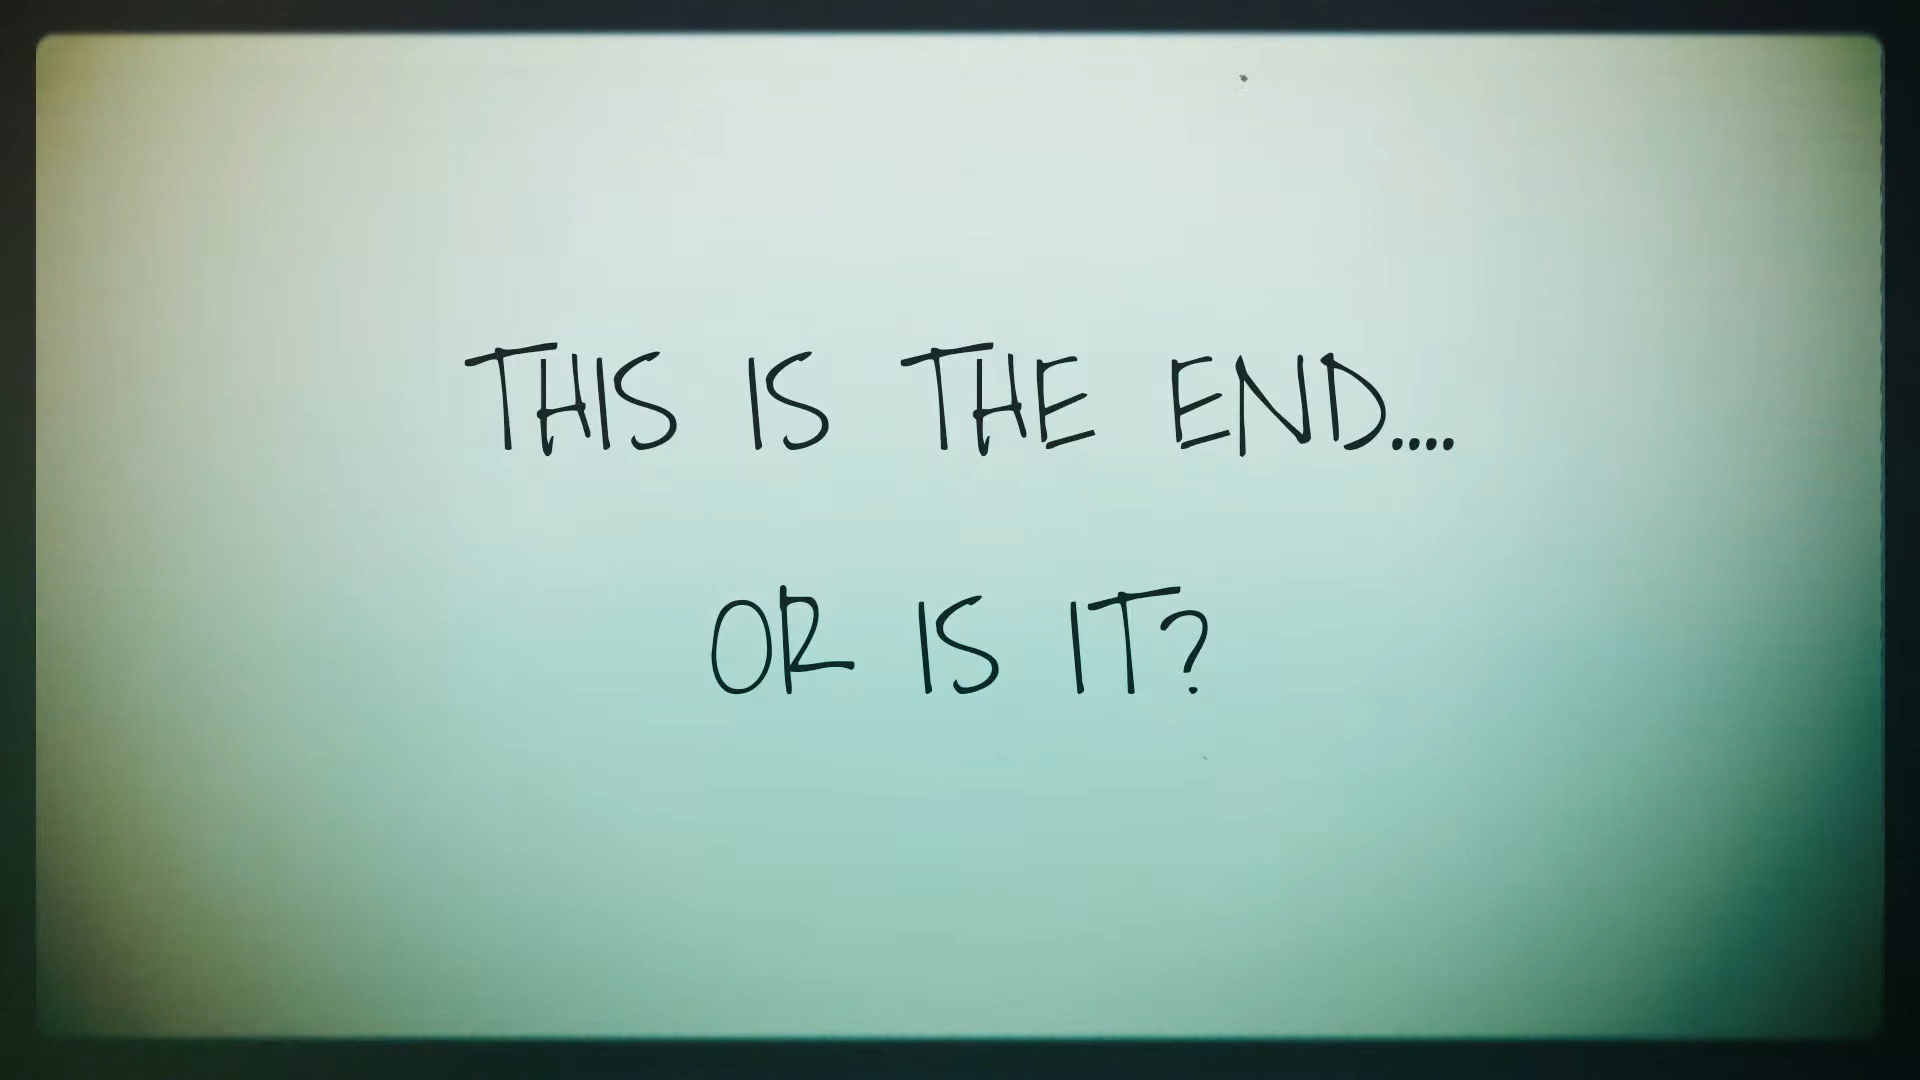 THIS IS THE END....
OR IS IT?